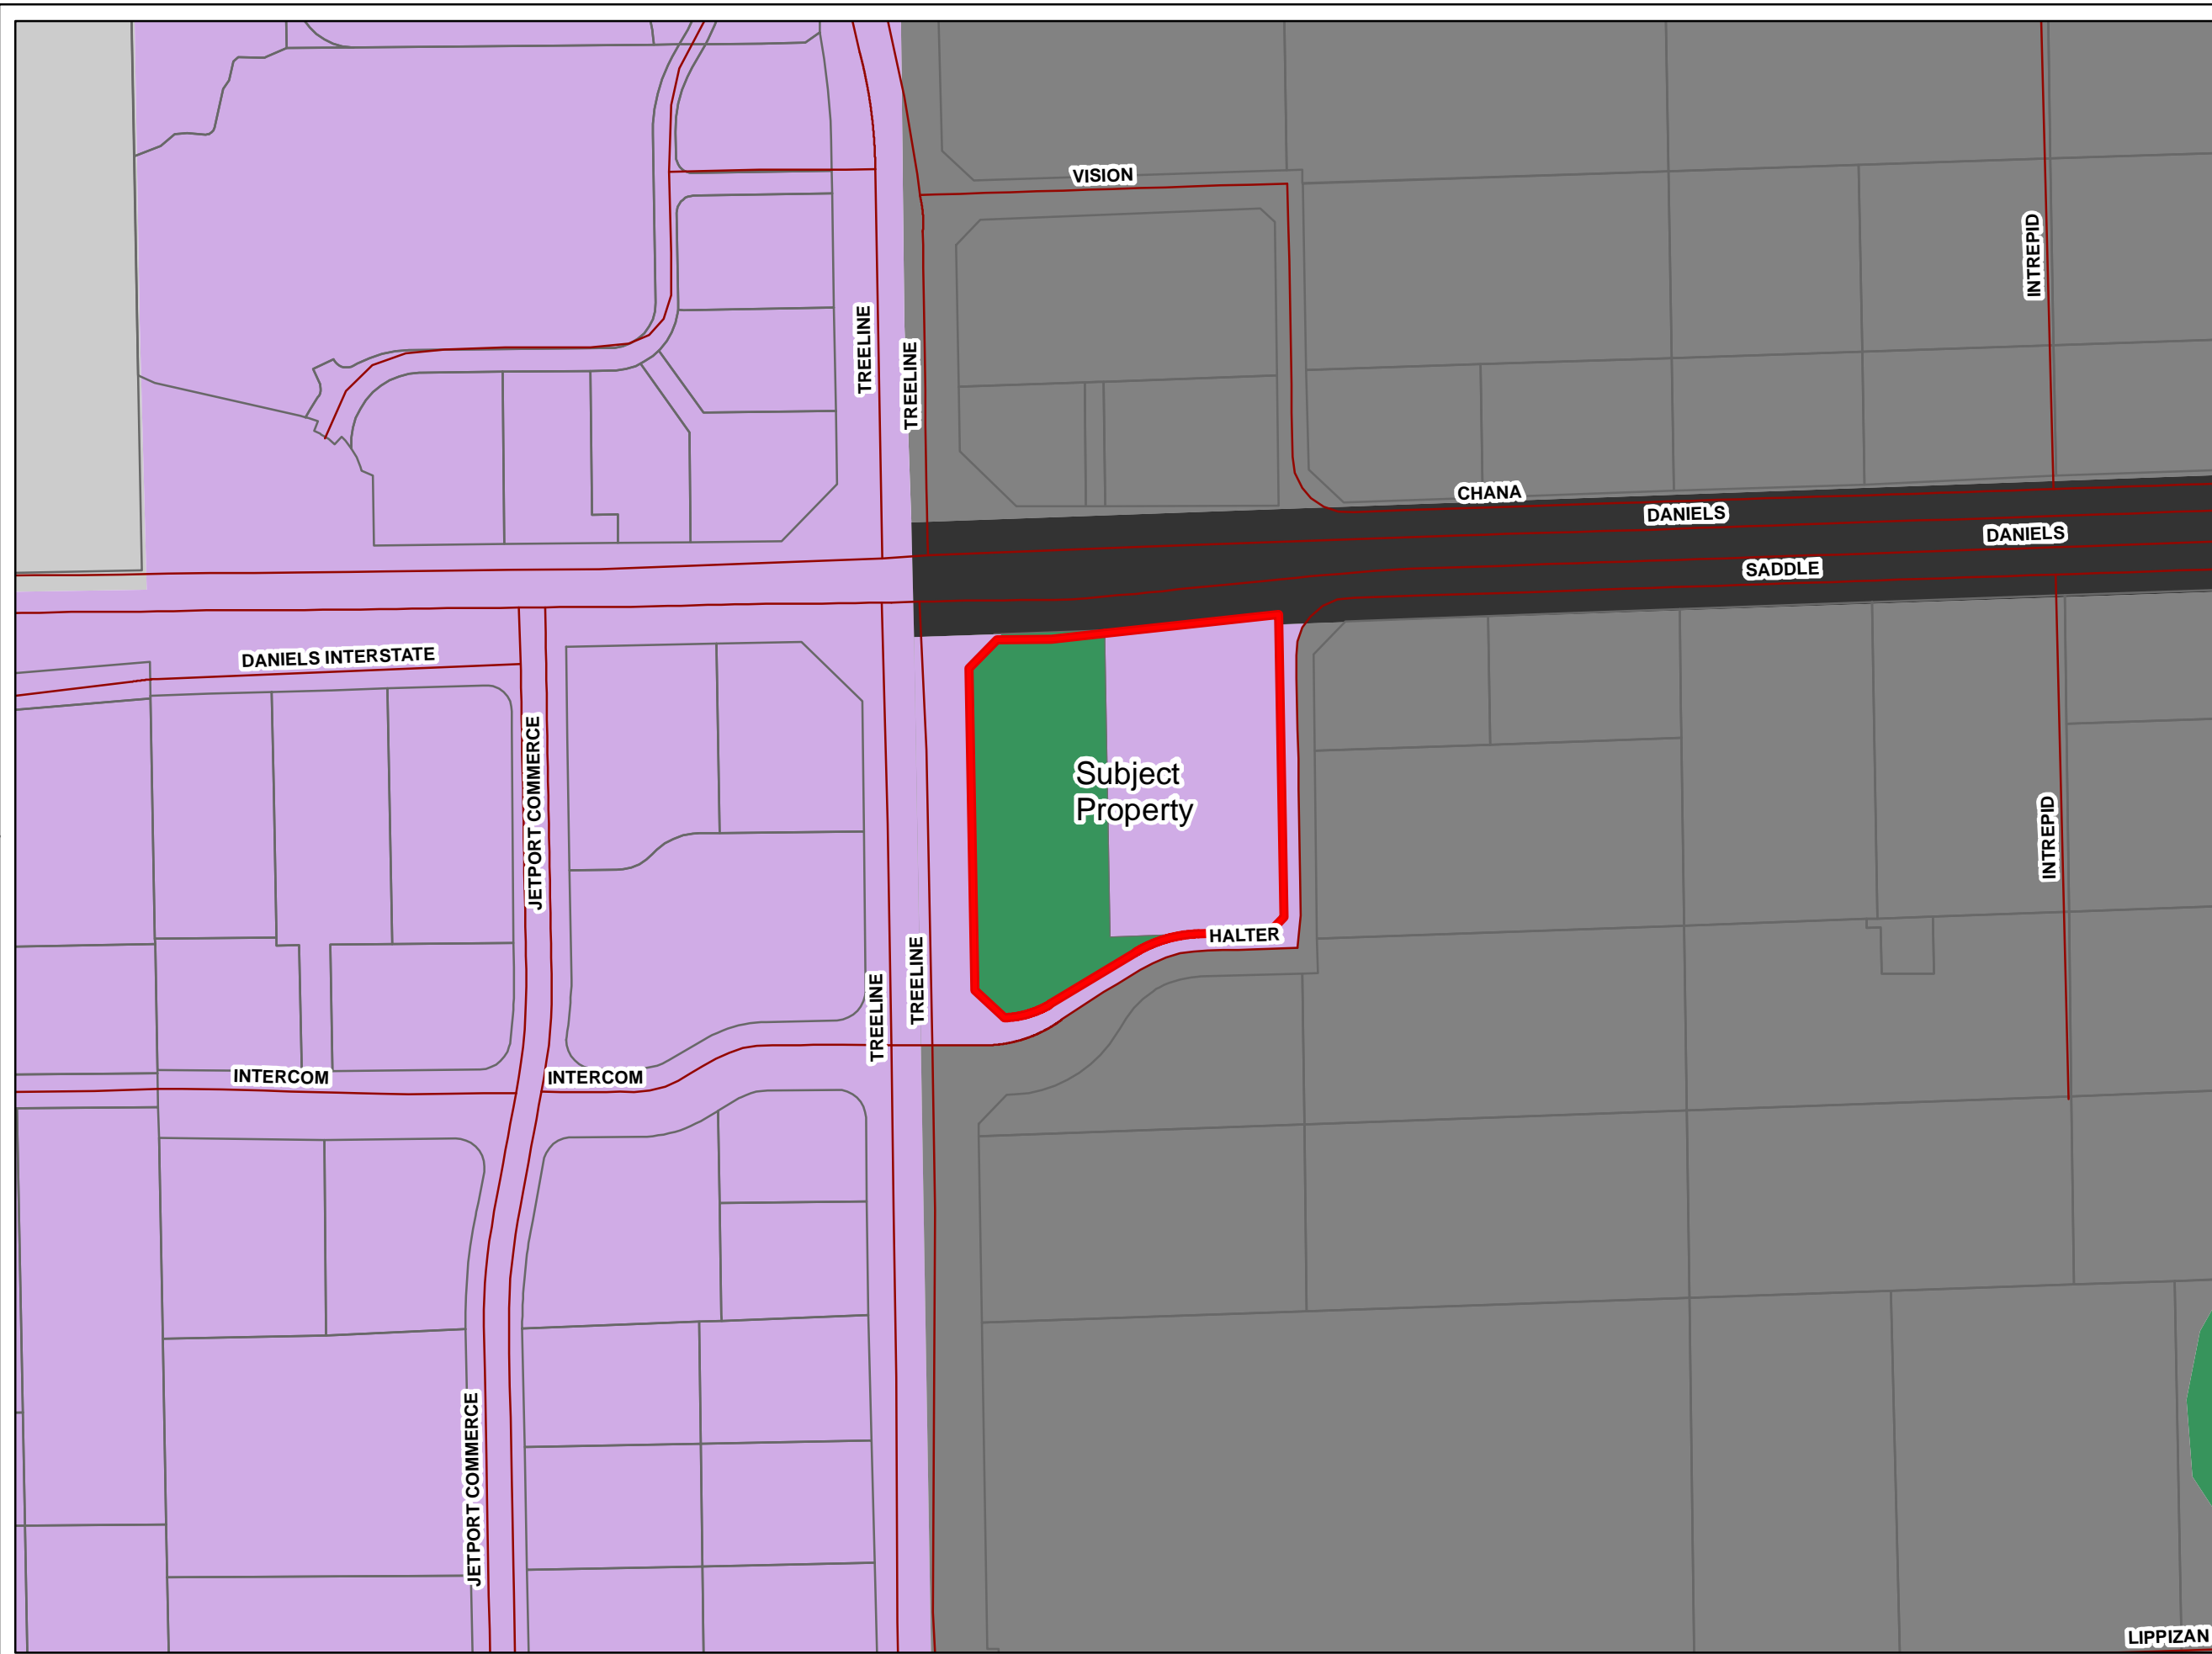 VISION
INTREPID
TREELINE
TREELINE
CHANA
DANIELS
DANIELS
SADDLE
DANIELS INTERSTATE
JETPORT COMMERCE
Subject
Property
INTREPID
HALTER
TREELINE
TREELINE
INTERCOM
INTERCOM
JETPORT COMMERCE
LIPPIZAN